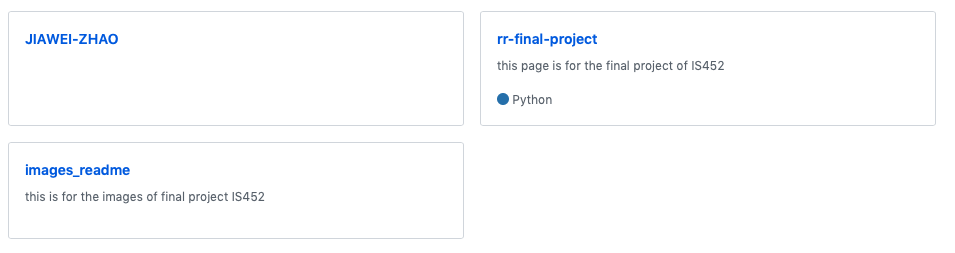 JIAWEI-ZHAO
rr-final-project
this page is for the final project of IS452
Python
images_readme
this is for the images of final project IS452